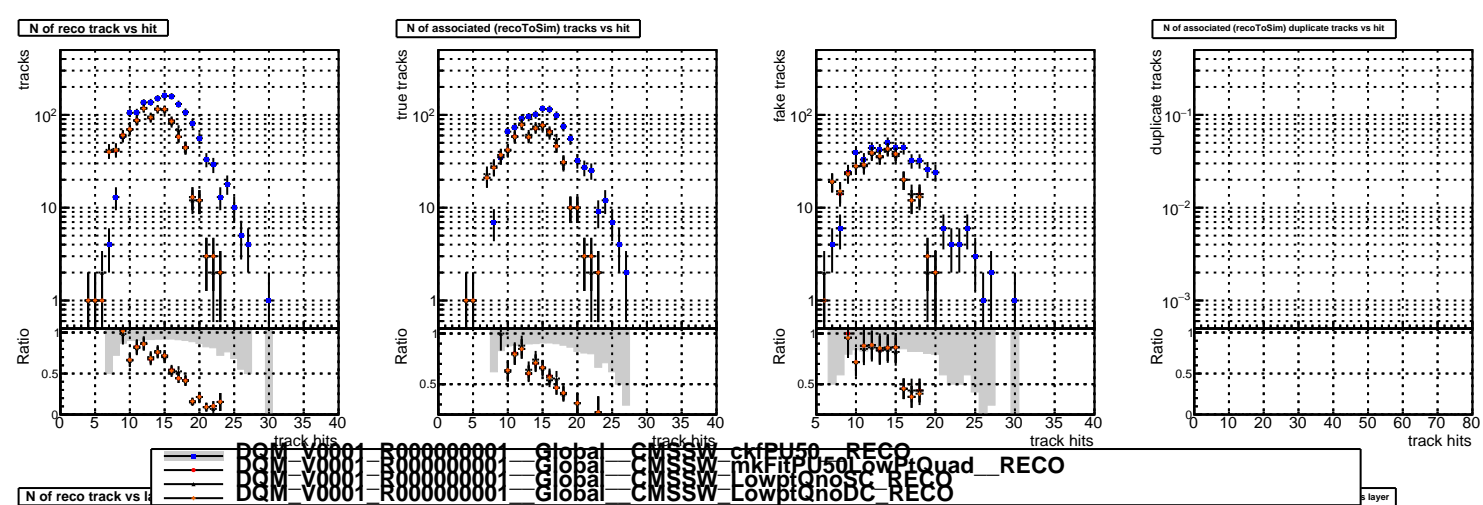 N of reco track vs hit
N of associated (recoToSim) tracks vs hit
N of associated (recoToSim) duplicate tracks vs hit
tracks
10²
10
1
Ratio
1
0.5
0
0 5 10 15 20 25 30 35 40
track hits
true tracks
10²
10
1
Ratio
1
0.5
0 5 10 15 20 25 30 35 40
track hits
fake tracks
10²
10
1
Ratio
1
0.5
5 10 15 20 25 30 35 40
track hits
duplicate tracks
10⁻¹
10⁻²
10⁻³
Ratio
1
0.5
0
0 10 20 30 40 50 60 70 80
track hits
DQM_V0001_R000000001__Global__CMSSW_ckfPU50__RECO
DQM_V0001_R000000001__Global__CMSSW_mkFitPU50LowPtQuad__RECO
DQM_V0001_R000000001__Global__CMSSW_LowptQnoSC_RECO
DQM_V0001_R000000001__Global__CMSSW_LowptQnoDC_RECO
N of reco track vs la
s layer